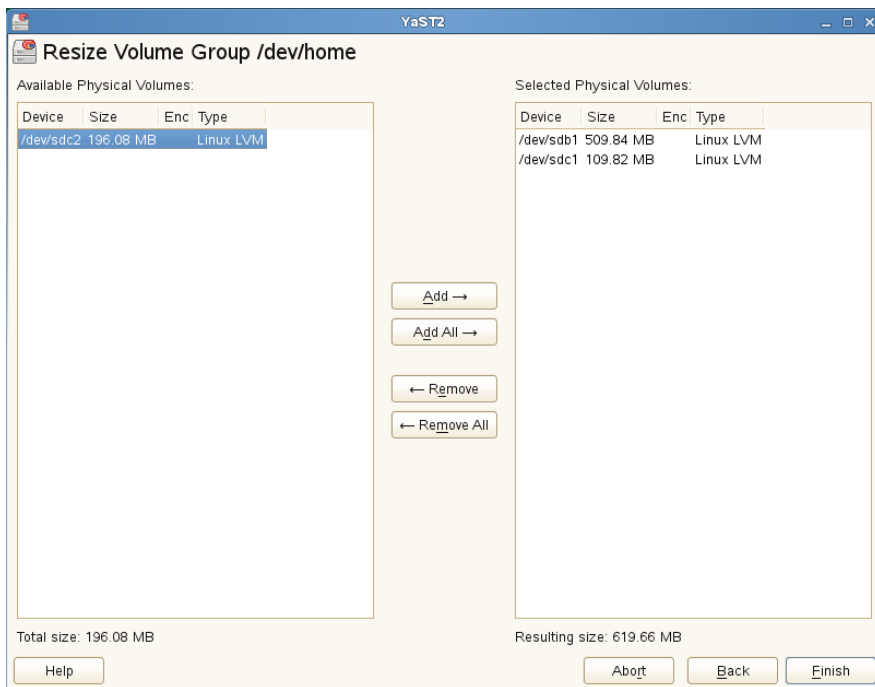 YaST2
Resize Volume Group /dev/home
Available Physical Volumes:
Device Size Enc Type
/dev/sdc2 196.08 MB Linux LVM
Total size: 196.08 MB
Add →
Add All →
← Remove
← Remove All
Selected Physical Volumes:
Device Size Enc Type
/dev/sdb1 509.84 MB Linux LVM
/dev/sdc1 109.82 MB Linux LVM
Resulting size: 619.66 MB
Help
Abort
Back
Finish